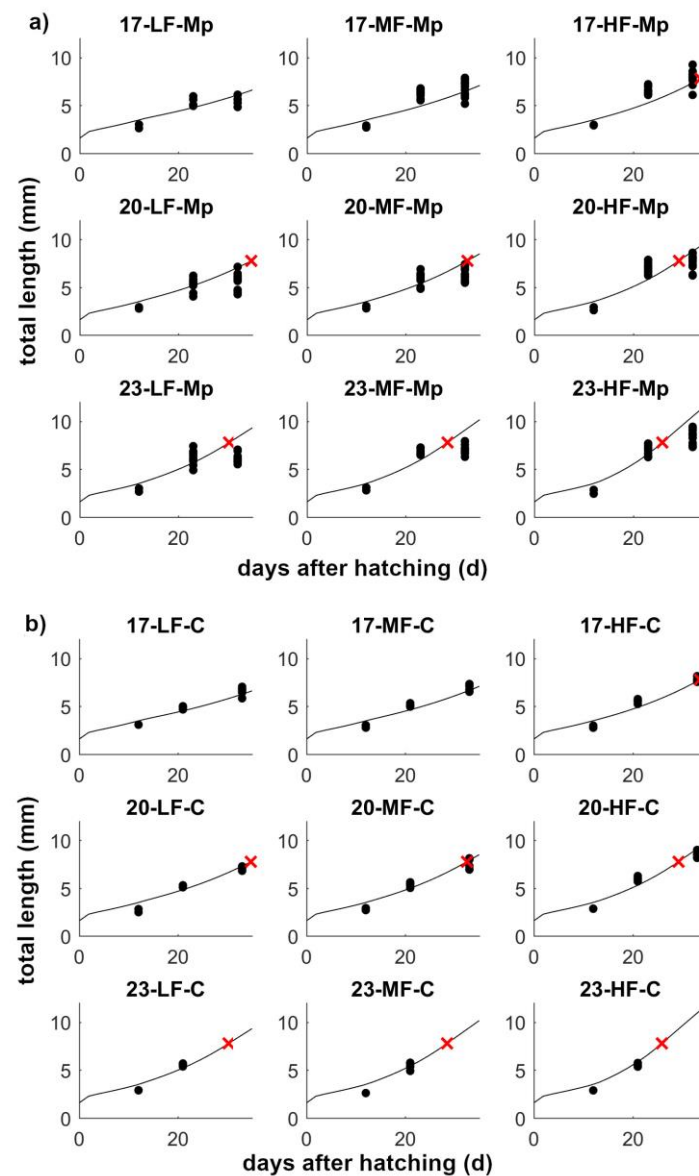 a)
17-LF-Mp 17-MF-Mp 17-HF-Mp
10 10 10
5 5 5
0 0 0
0 20 0 20 0 20
20-LF-Mp 20-MF-Mp 20-HF-Mp
10 10 10
5 5 5
0 0 0
0 20 0 20 0 20
23-LF-Mp 23-MF-Mp 23-HF-Mp
10 10 10
5 5 5
0 0 0
0 20 0 20 0 20
total length (mm)
days after hatching (d)
b)
17-LF-C 17-MF-C 17-HF-C
10 10 10
5 5 5
0 0 0
0 20 0 20 0 20
20-LF-C 20-MF-C 20-HF-C
10 10 10
5 5 5
0 0 0
0 20 0 20 0 20
23-LF-C 23-MF-C 23-HF-C
10 10 10
5 5 5
0 0 0
0 20 0 20 0 20
total length (mm)
days after hatching (d)